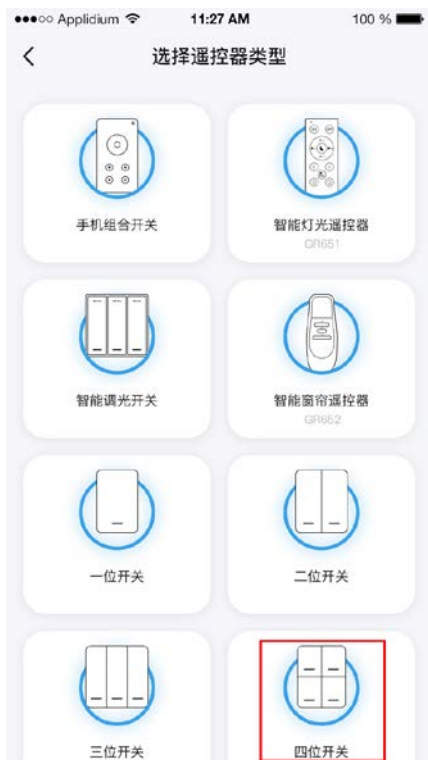 Applidium 11:27 AM 100 %
选择遥控器类型
手机组合开关
智能灯光遥控器
GR651
智能调光开关
智能窗帘遥控器
GR652
一位开关
二位开关
三位开关
四位开关